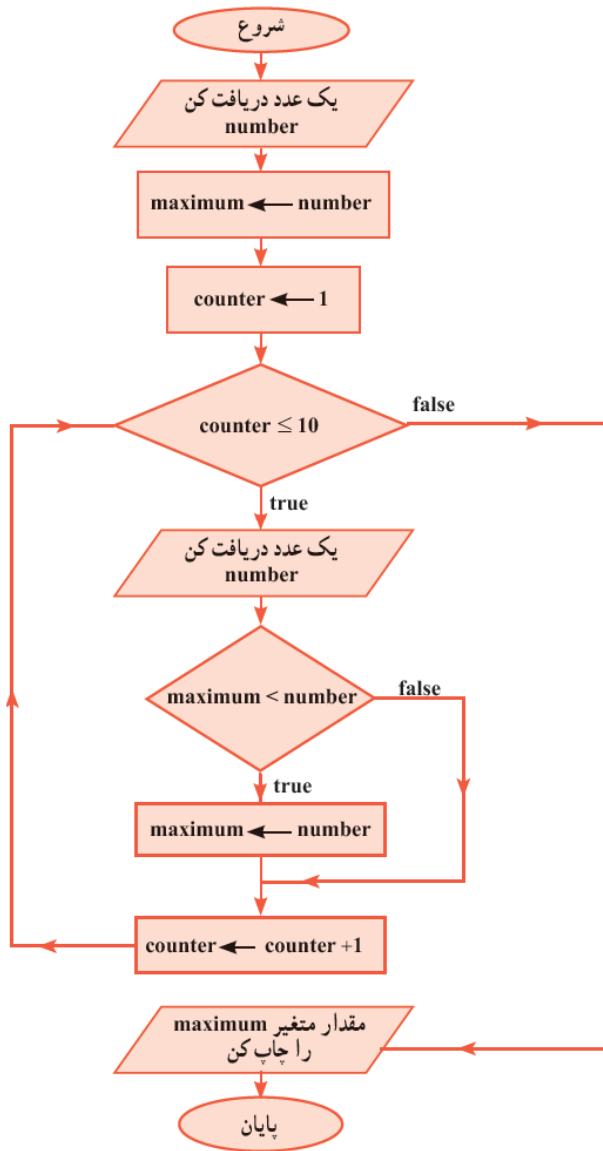 شروع
یک عدد دریافت کن
number
maximum ← number
counter ← 1
counter ≤ 10
false
true
یک عدد دریافت کن
number
maximum < number
false
true
maximum ← number
counter ← counter +1
مقدار متغیر maximum
را چاپ کن
پایان